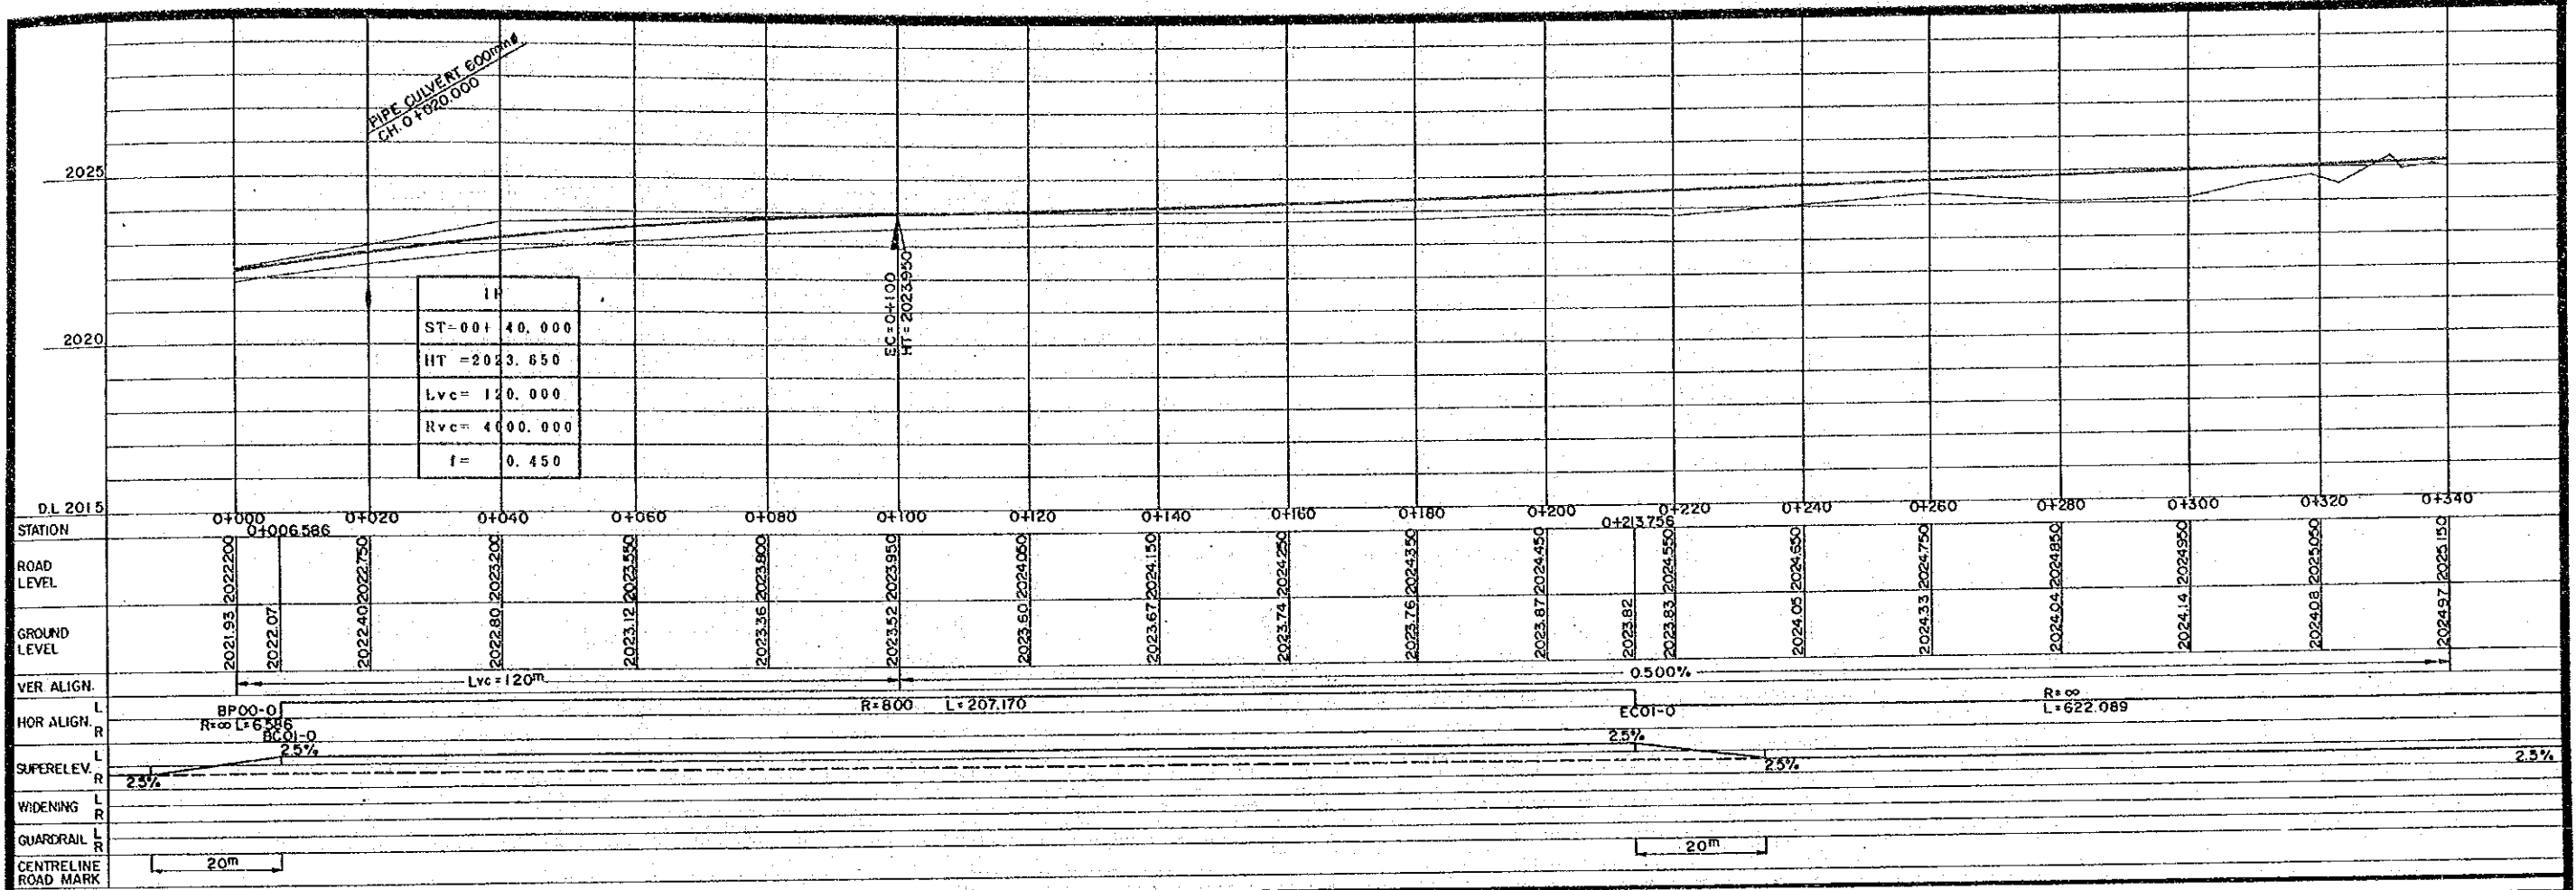 PIPE CULVERT 600mmφ
CH. 0+020.000
2025
2020
D.L 2015
IP
ST=00+ 40.000
HT =2023.650
Lvc= 120.000
Rvc= 4000.000
f= 0.450
EC=0+100
HT=2023.950
STATION
0+000 0+020 0+040 0+060 0+080 0+100 0+120 0+140 0+160 0+180 0+200 0+220 0+240 0+260 0+280 0+300 0+320 0+340
0+006.586 0+213.756
ROAD LEVEL
2022.200 2022.750 2023.200 2023.550 2023.800 2023.950 2024.050 2024.150 2024.250 2024.350 2024.450 2024.550 2024.650 2024.750 2024.850 2024.950 2025.050 2025.150
GROUND LEVEL
2021.93 2022.07 2022.40 2022.80 2023.12 2023.36 2023.52 2023.60 2023.67 2023.74 2023.76 2023.87 2023.82 2023.83 2024.05 2024.33 2024.04 2024.14 2024.08 2024.97
VER. ALIGN.
Lvc=120m 0.500%
HOR ALIGN. L R
BP00-0
R=∞ L=6.586
BC01-0
R=800 L=207.170
EC01-0
R=∞
L=622.089
SUPERELEV. L R
2.5% 2.5% 2.5% 2.5% 2.5%
WIDENING L R
GUARDRAIL L R
CENTRELINE ROAD MARK
20m 20m